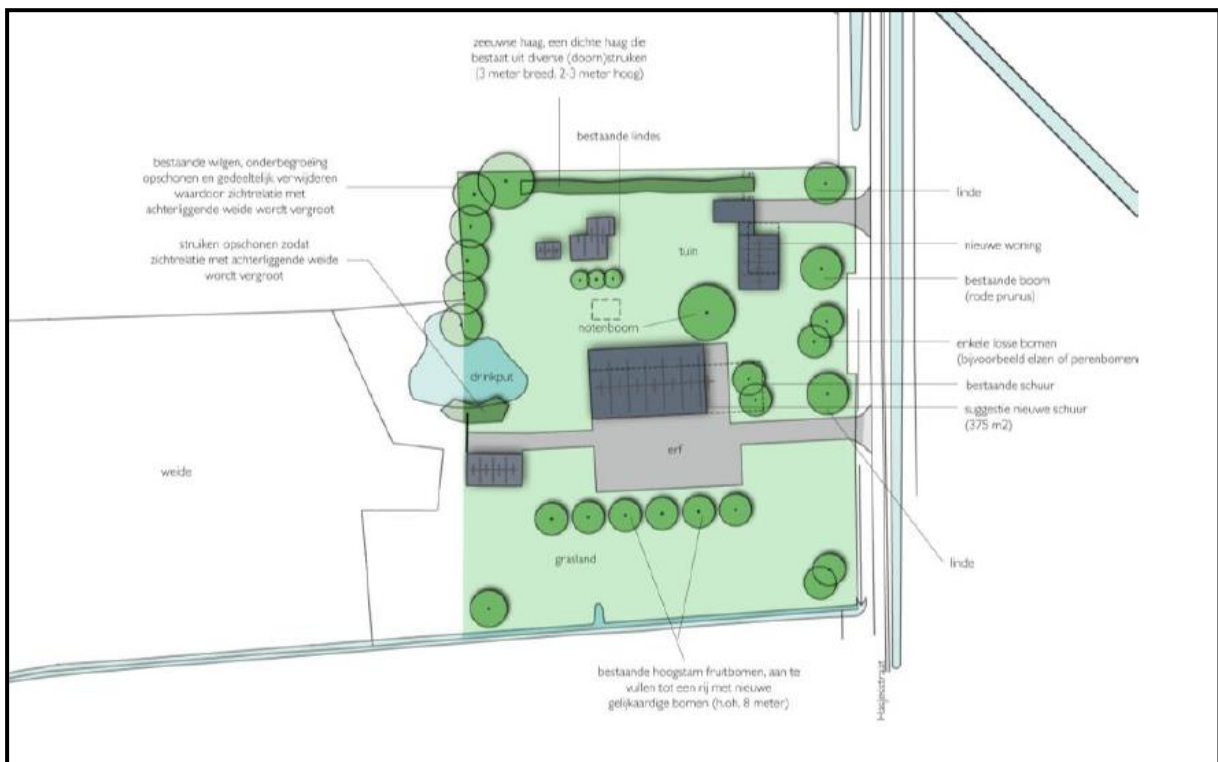 zeeuwse haag, een dichte haag die
bestaat uit diverse (doorn)struiken
(3 meter breed, 2-3 meter hoog)
bestaande lindes
bestaande wilgen, onderbegroeing
opschonen en gedeeltelijk verwijderen
waardoor zichtrelatie met
achterliggende weide wordt vergroot
struiken opschonen zodat
zichtrelatie met achterliggende weide
wordt vergroot
linde
nieuwe woning
tuin
bestaande boom
(rode prunus)
notenboom
enkele losse bomen
(bijvoorbeeld elzen of perenbomen
drinkput
bestaande schuur
suggestie nieuwe schuur
(375 m2)
erf
weide
grasland
linde
bestaande hoogstam fruitbomen, aan te
vullen tot een rij met nieuwe
gelijkaardige bomen (h.oh. 8 meter)